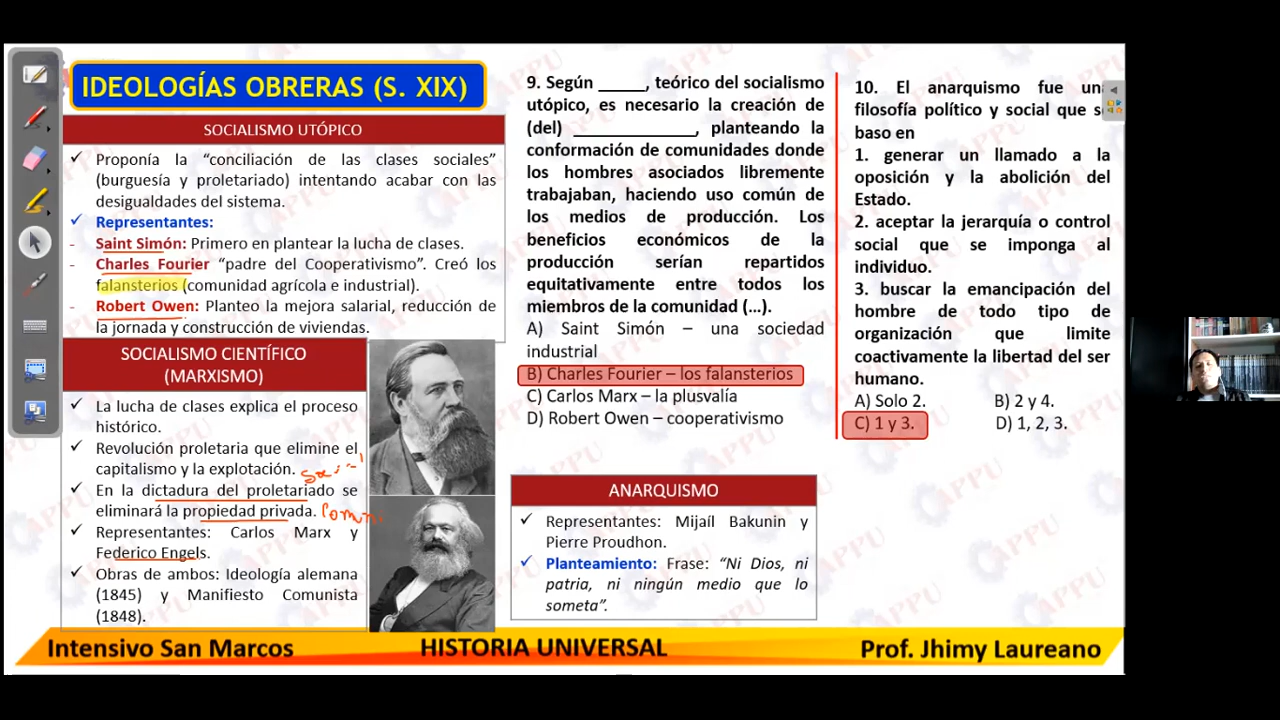 IDEOLOGÍAS OBRERAS (S. XIX)
SOCIALISMO UTÓPICO
✓ Proponía la “conciliación de las clases sociales”
(burguesía y proletariado) intentando acabar con las
desigualdades del sistema.
✓ Representantes:
- Saint Simón: Primero en plantear la lucha de clases.
- Charles Fourier “padre del Cooperativismo”. Creó los
falansterios (comunidad agrícola e industrial).
- Robert Owen: Planteo la mejora salarial, reducción de
la jornada y construcción de viviendas.
SOCIALISMO CIENTÍFICO
(MARXISMO)
✓ La lucha de clases explica el proceso
histórico.
✓ Revolución proletaria que elimine el
capitalismo y la explotación.
✓ En la dictadura del proletariado se
eliminará la propiedad privada.
✓ Representantes: Carlos Marx y
Federico Engels.
✓ Obras de ambos: Ideología alemana
(1845) y Manifiesto Comunista
(1848).
9. Según _____, teórico del socialismo
utópico, es necesario la creación de
(del) _____________, planteando la
conformación de comunidades donde
los hombres asociados libremente
trabajaban, haciendo uso común de
los medios de producción. Los
beneficios económicos de la
producción serían repartidos
equitativamente entre todos los
miembros de la comunidad (...).
A) Saint Simón – una sociedad
industrial
B) Charles Fourier – los falansterios
C) Carlos Marx – la plusvalía
D) Robert Owen – cooperativismo
ANARQUISMO
✓ Representantes: Mijaíl Bakunin y
Pierre Proudhon.
✓ Planteamiento: Frase: “Ni Dios, ni
patria, ni ningún medio que lo
someta”.
10. El anarquismo fue una
filosofía político y social que
baso en
1. generar un llamado a la
oposición y la abolición del
Estado.
2. aceptar la jerarquía o control
social que se imponga al
individuo.
3. buscar la emancipación del
hombre de todo tipo de
organización que limite
coactivamente la libertad del ser
humano.
A) Solo 2. B) 2 y 4.
C) 1 y 3. D) 1, 2, 3.
Intensivo San Marcos HISTORIA UNIVERSAL Prof. Jhimy Laureano